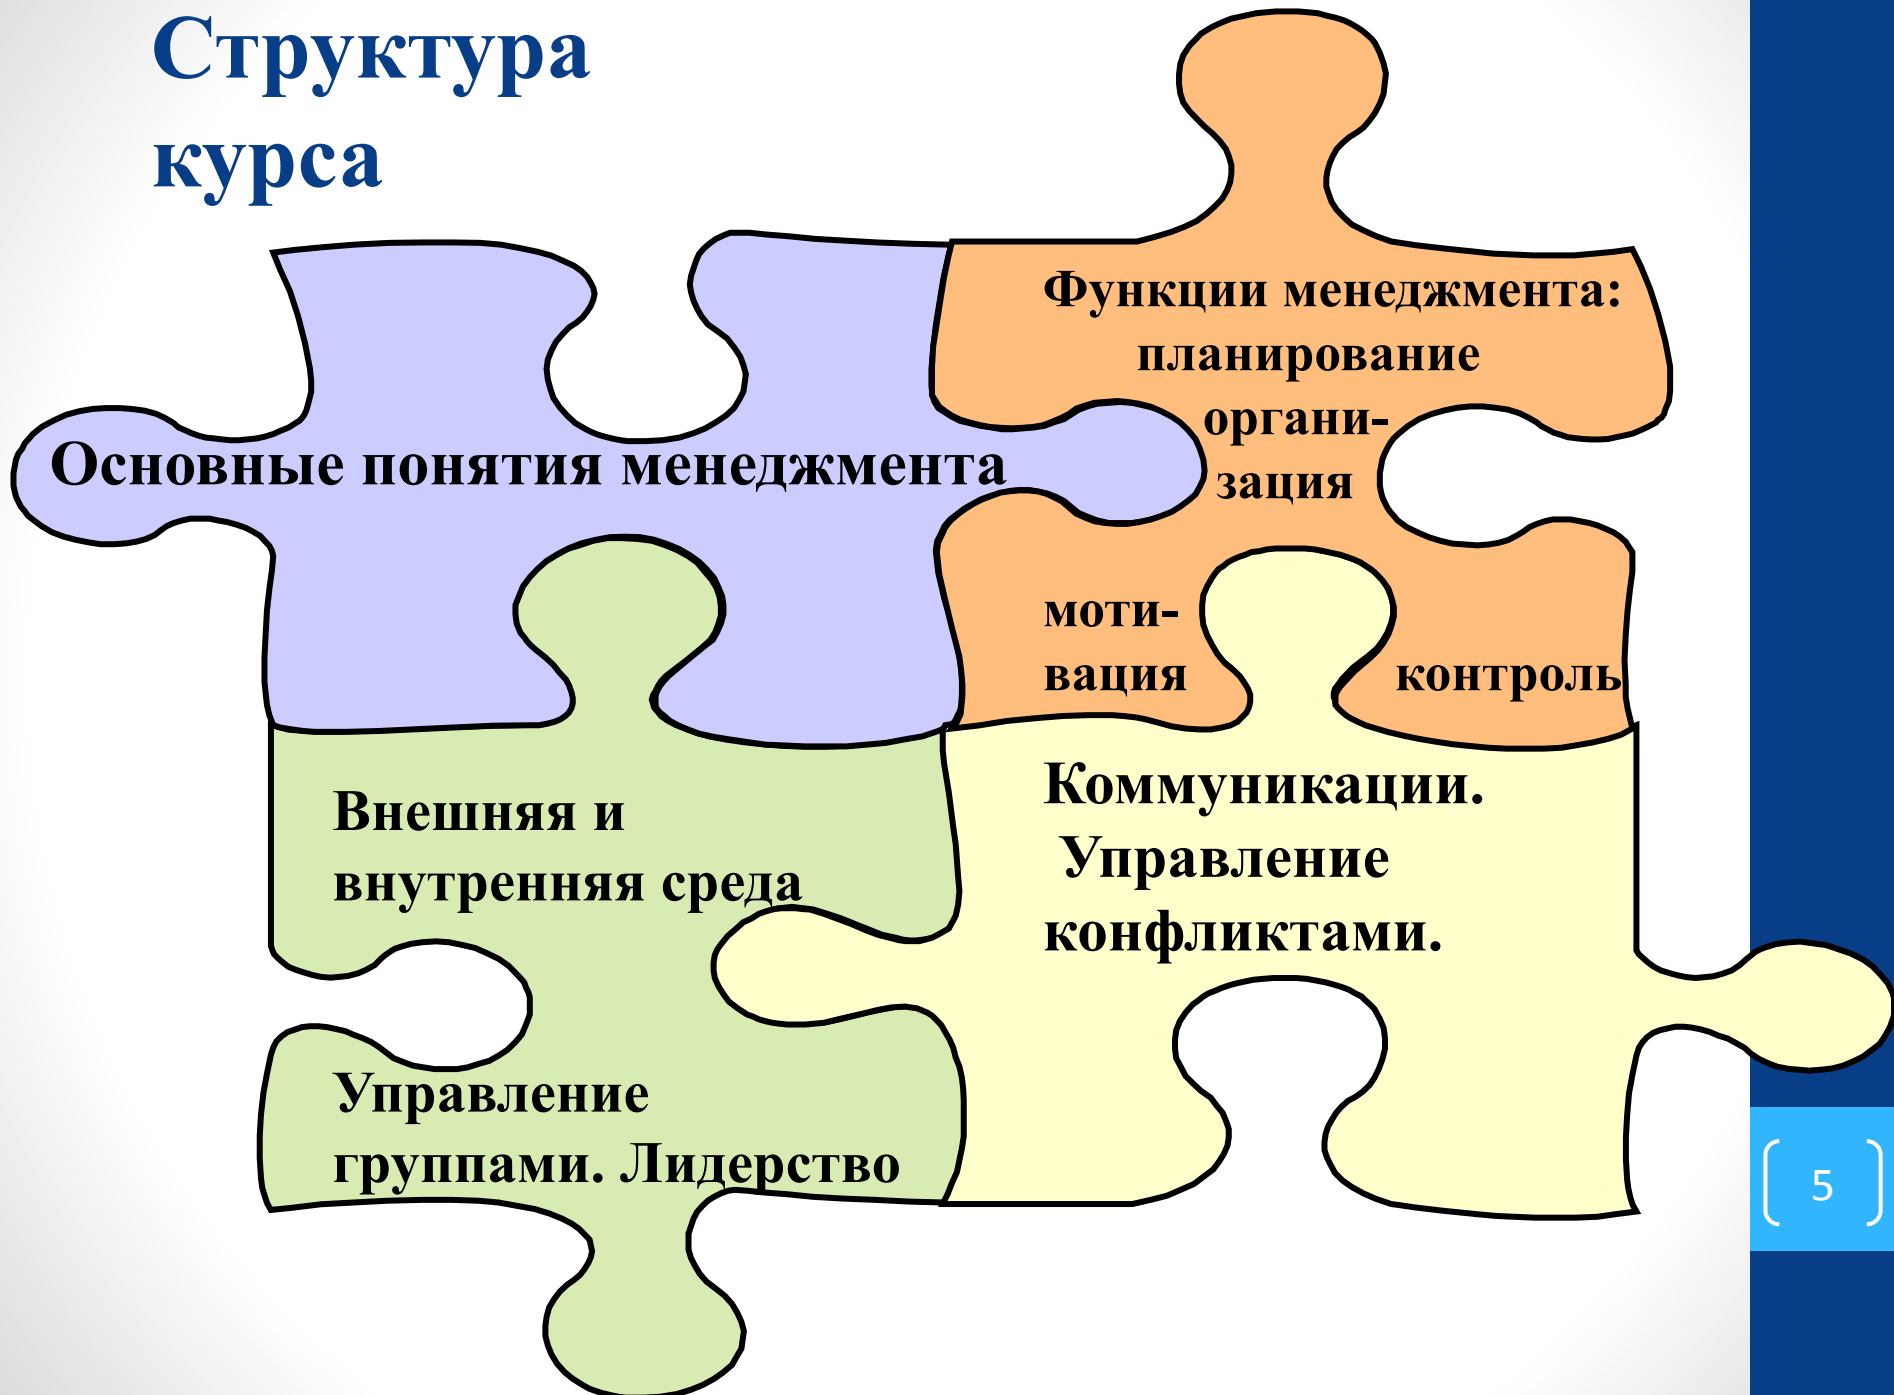 Структура
курса
Основные понятия менеджмента
Функции менеджмента:
планирование
органи-
зация
моти-
вация
контроль
Внешняя и
внутренняя среда
Управление
группами. Лидерство
Коммуникации.
Управление
конфликтами.
5